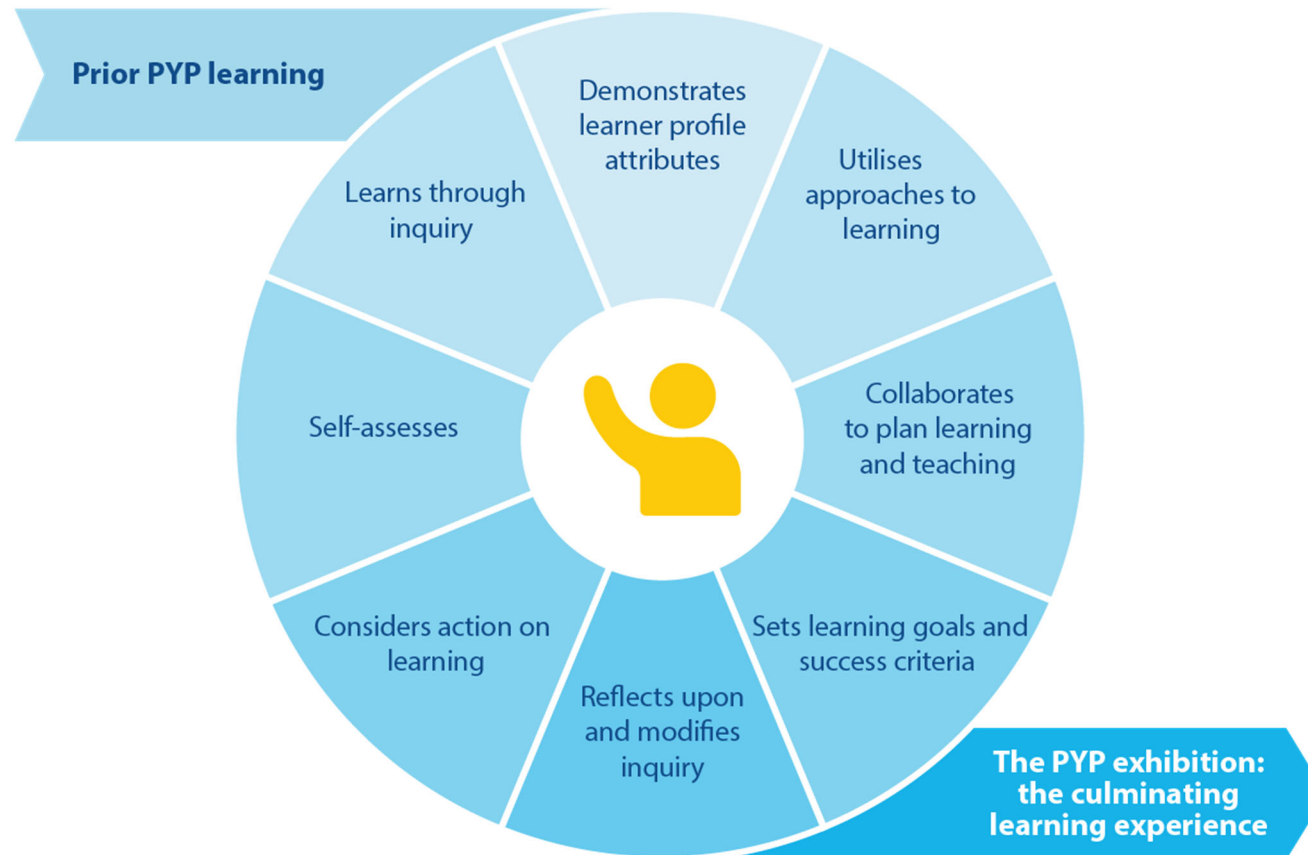 Prior PYP learning
Demonstrates
learner profile
attributes
Utilises
approaches to
learning
Collaborates
to plan learning
and teaching
Sets learning goals and
success criteria
Reflects upon
and modifies
inquiry
Considers action on
learning
Self-assesses
Learns through
inquiry
The PYP exhibition:
the culminating
learning experience